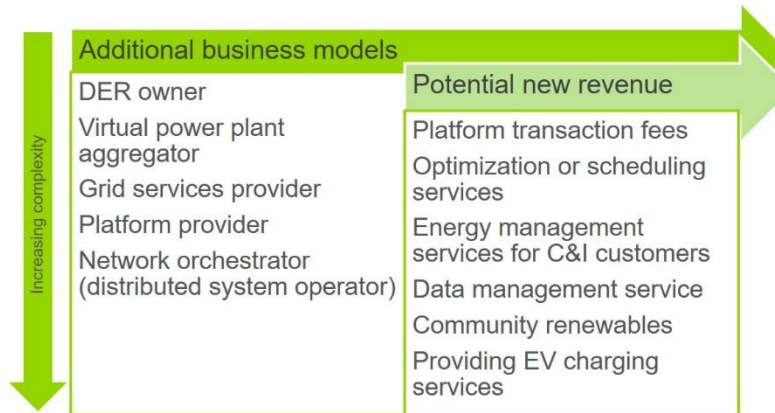 Additional business models
Increasing complexity
DER owner
Virtual power plant
aggregator
Grid services provider
Platform provider
Network orchestrator
(distributed system operator)
Potential new revenue
Platform transaction fees
Optimization or scheduling
services
Energy management
services for C&I customers
Data management service
Community renewables
Providing EV charging
services